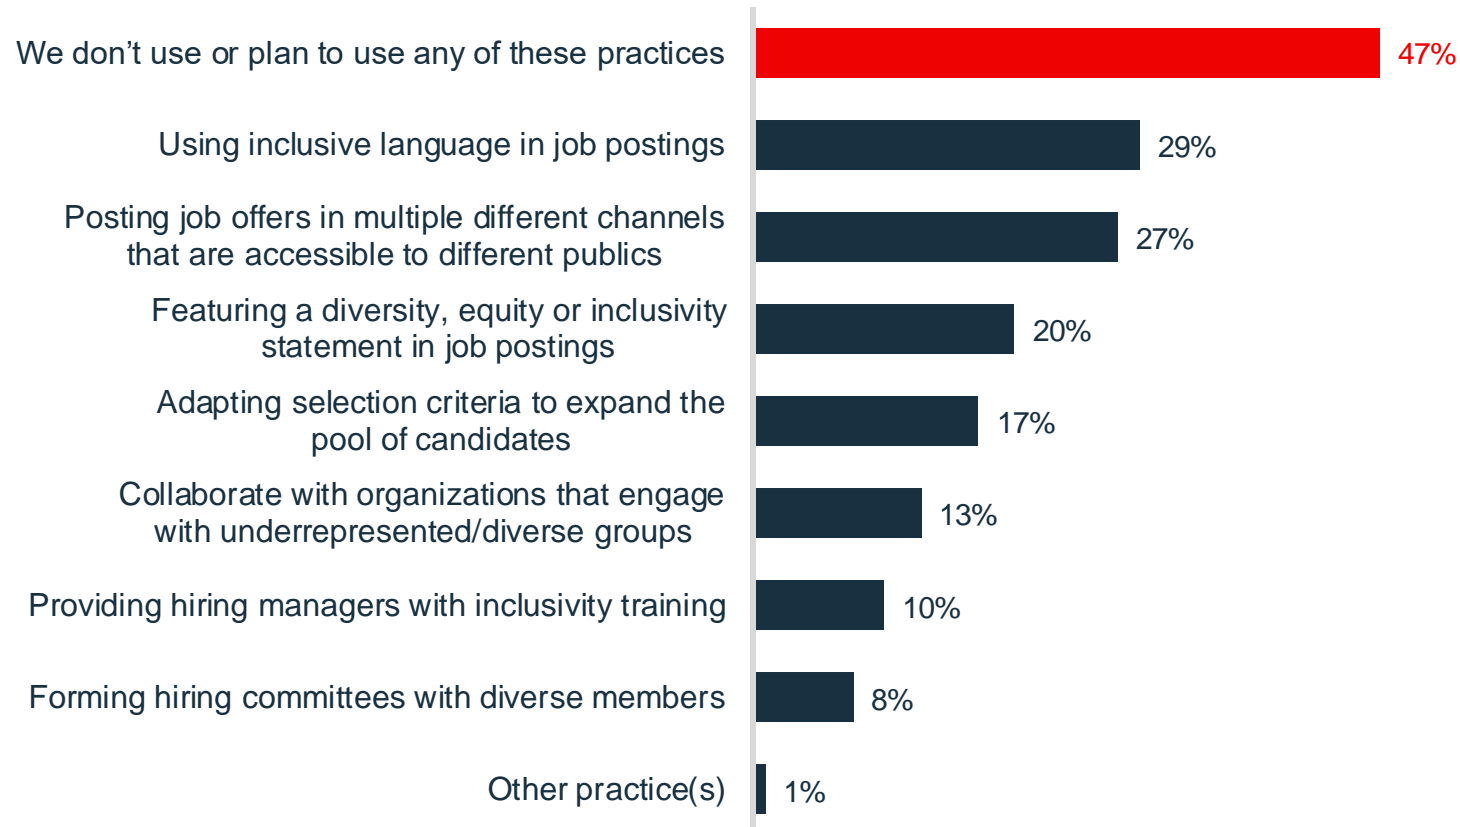 We don’t use or plan to use any of these practices
47%
Using inclusive language in job postings
29%
Posting job offers in multiple different channels
that are accessible to different publics
27%
Featuring a diversity, equity or inclusivity
statement in job postings
20%
Adapting selection criteria to expand the
pool of candidates
17%
Collaborate with organizations that engage
with underrepresented/diverse groups
13%
Providing hiring managers with inclusivity training
10%
Forming hiring committees with diverse members
8%
Other practice(s)
1%